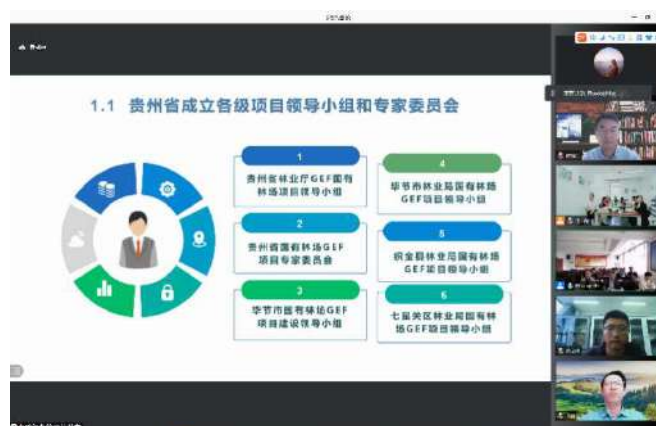 1.1 贵州省成立各级项目领导小组和专家委员会
1
贵州省林业厅GEF国有
林场项目领导小组
2
贵州省国有林场GEF
项目专家委员会
3
毕节市国有林场GEF
项目建设领导小组
4
毕节市林业局国有林场
GEF项目领导小组
5
织金县林业局国有林场
GEF项目领导小组
6
七星关区林业局国有林
场GEF项目领导小组